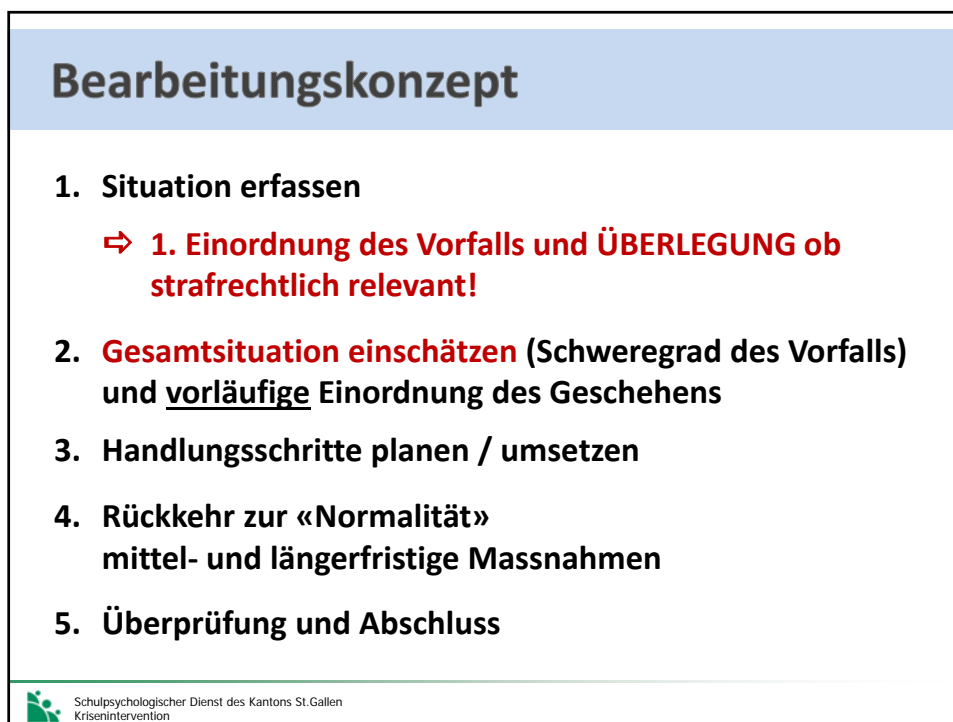 Bearbeitungskonzept
1. Situation erfassen
⇨ 1. Einordnung des Vorfalls und ÜBERLEGUNG ob
strafrechtlich relevant!
2. Gesamtsituation einschätzen (Schweregrad des Vorfalls)
und vorläufige Einordnung des Geschehens
3. Handlungsschritte planen / umsetzen
4. Rückkehr zur «Normalität»
mittel- und längerfristige Massnahmen
5. Überprüfung und Abschluss
Schulpsychologischer Dienst des Kantons St.Gallen
Krisenintervention